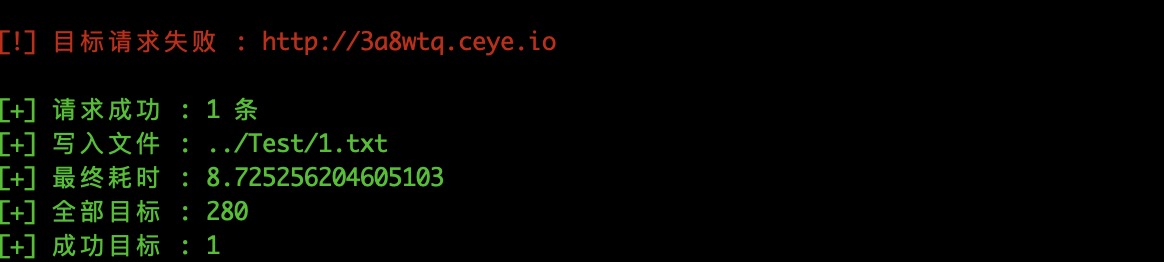 [!] 目标请求失败 : http://3a8wtq.ceye.io
[+] 请求成功 : 1 条
[+] 写入文件 : ../Test/1.txt
[+] 最终耗时 : 8.725256204605103
[+] 全部目标 : 280
[+] 成功目标 : 1